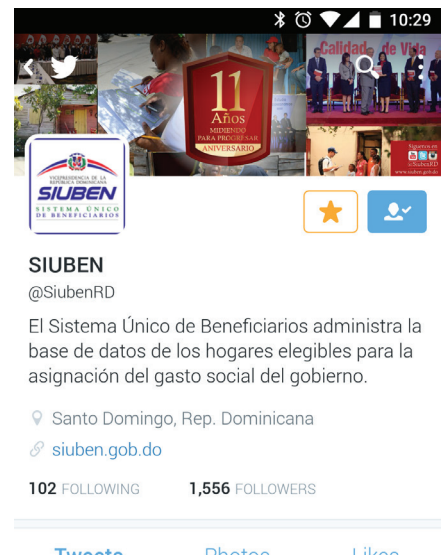 10:29
Calidad de Vida
11
Años
MIDIENDO
PARA PROGRESAR
ANIVERSARIO
Síguenos en
@SiubenRD
www.siuben.gob.do
VICEPRESIDENCIA DE LA
REPÚBLICA DOMINICANA
SIUBEN
SISTEMA ÚNICO
DE BENEFICIARIOS
SIUBEN
@SiubenRD
El Sistema Único de Beneficiarios administra la
base de datos de los hogares elegibles para la
asignación del gasto social del gobierno.
Santo Domingo, Rep. Dominicana
siuben.gob.do
102 FOLLOWING 1,556 FOLLOWERS
Tweets Photos Likes